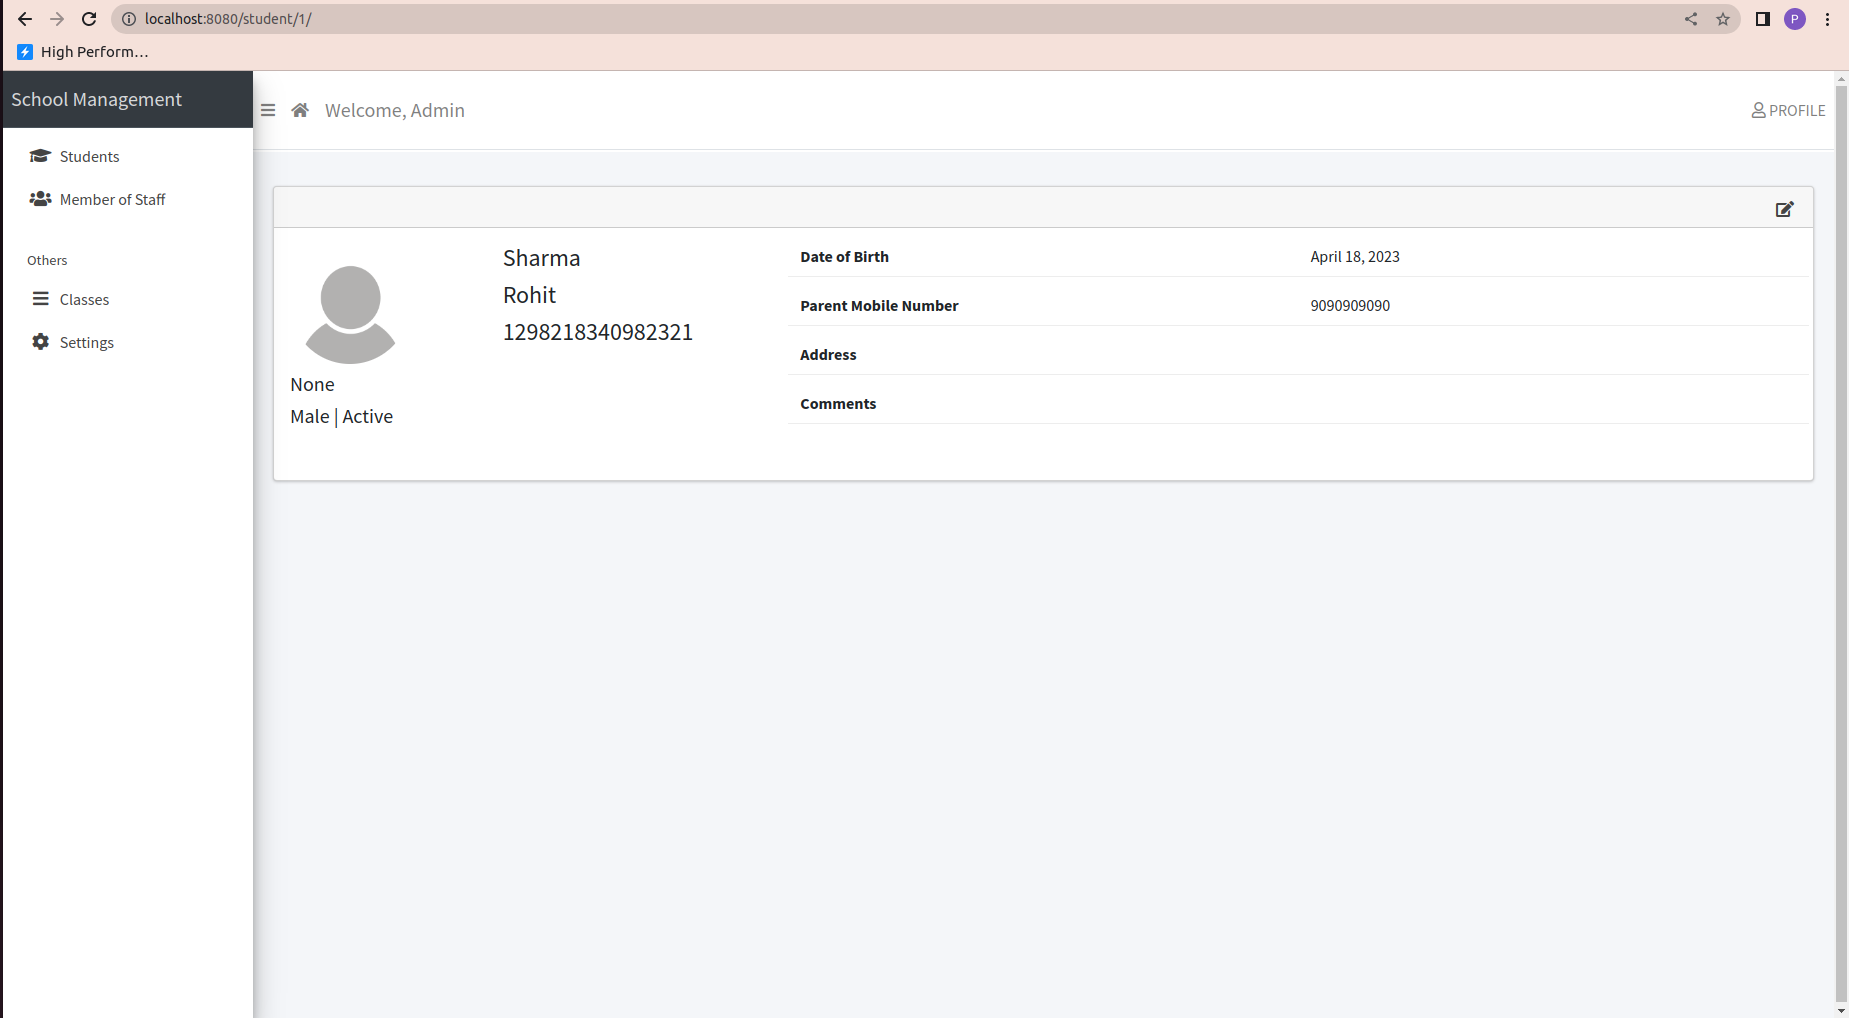 localhost:8080/student/1/
P
High Perform...
School Management
Welcome, Admin
PROFILE
Students
Member of Staff
Others
Classes
Settings
None
Male | Active
Sharma
Rohit
1298218340982321
Date of Birth April 18, 2023
Parent Mobile Number 9090909090
Address
Comments